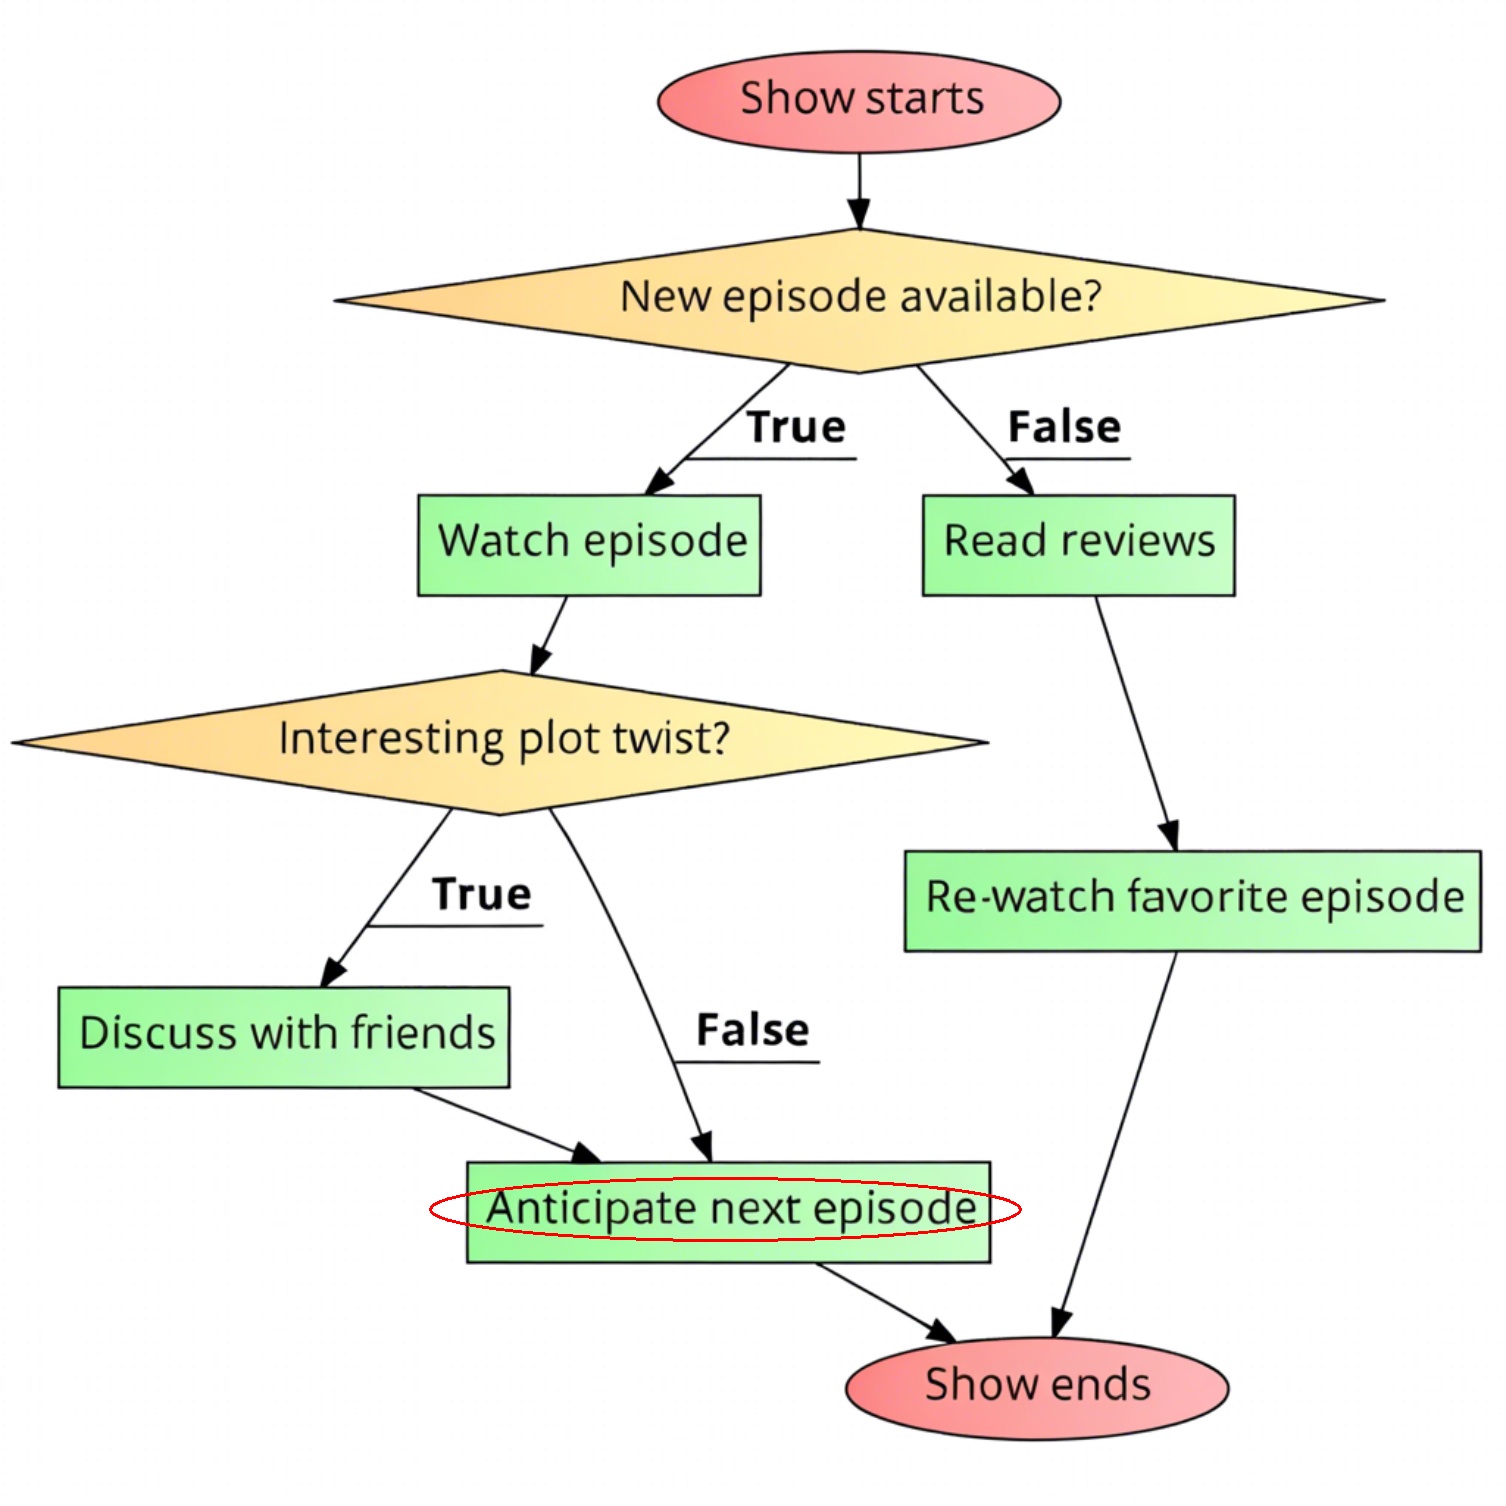 Show starts
New episode available?
True
False
Watch episode
Read reviews
Interesting plot twist?
True
Re-watch favorite episode
Discuss with friends
False
Anticipate next episode
Show ends